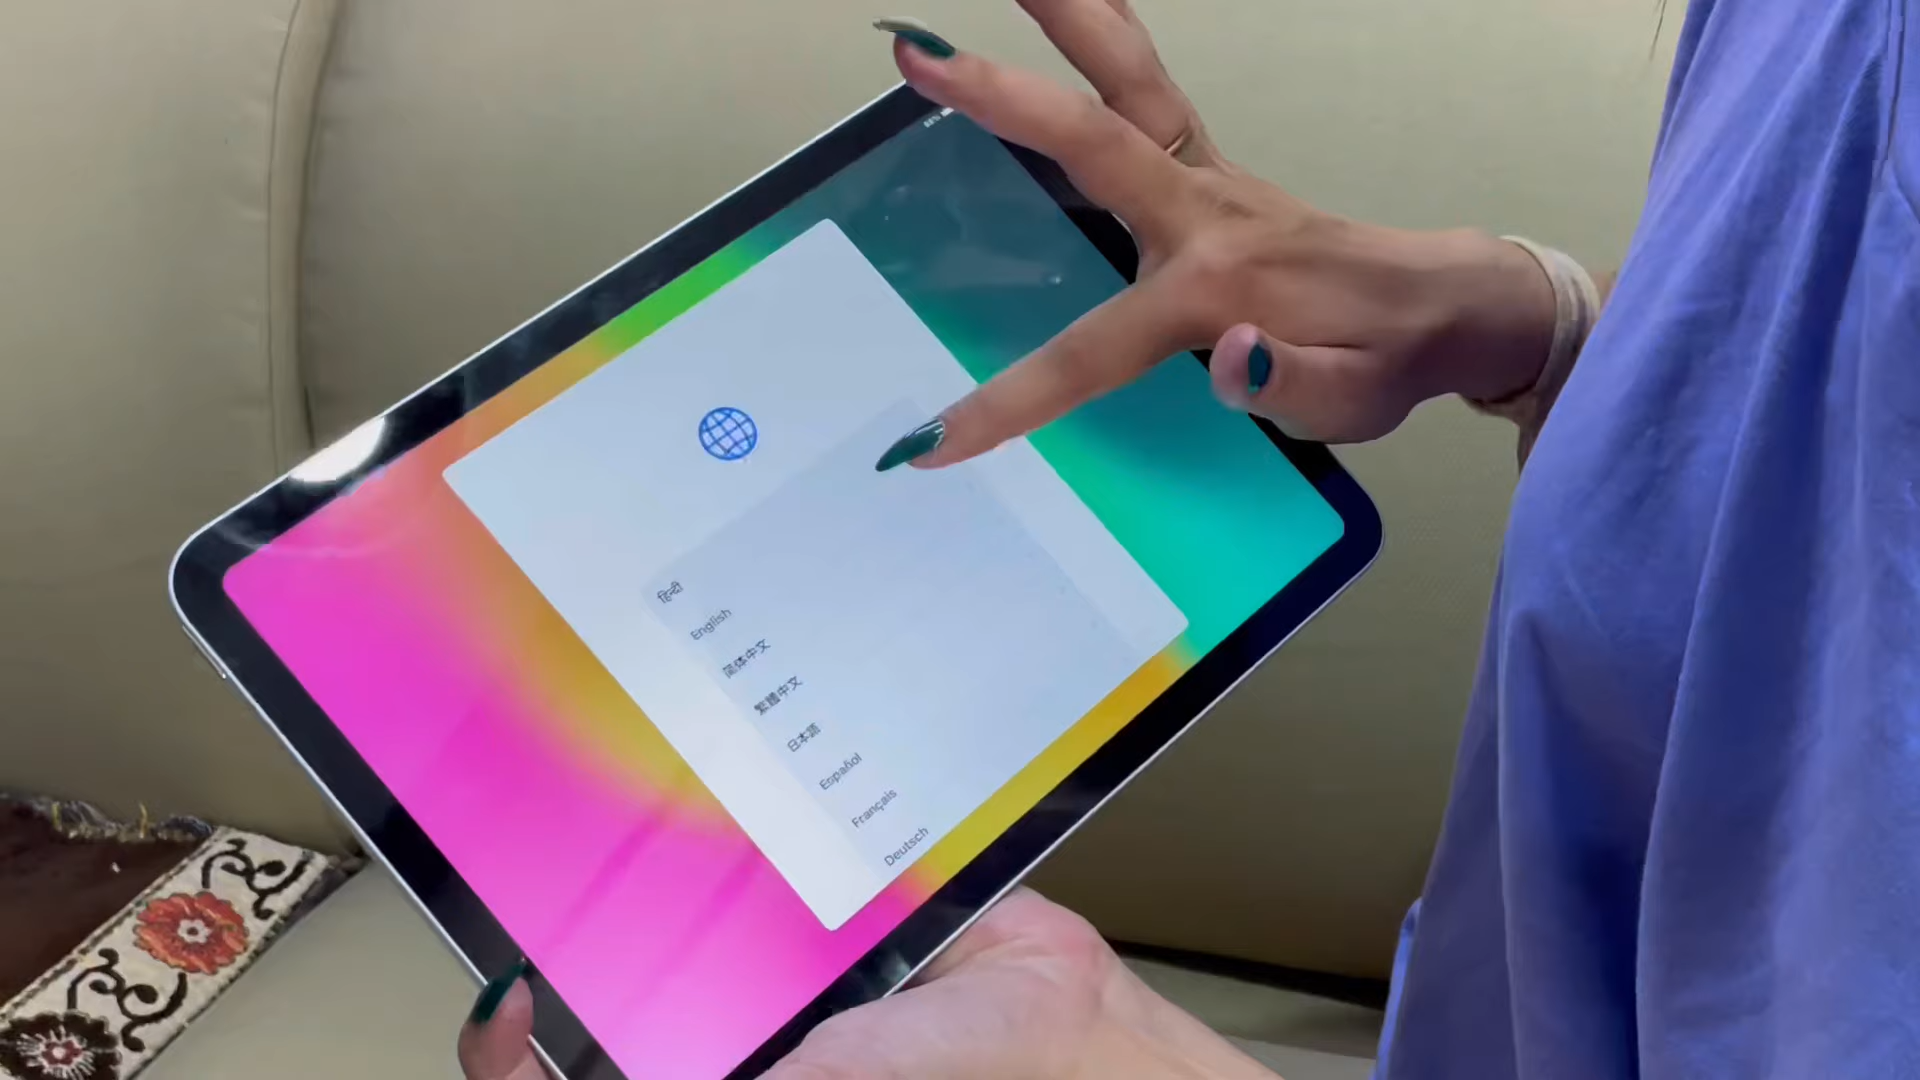 हिन्दी
English
简体中文
繁體中文
日本語
Español
Français
Deutsch